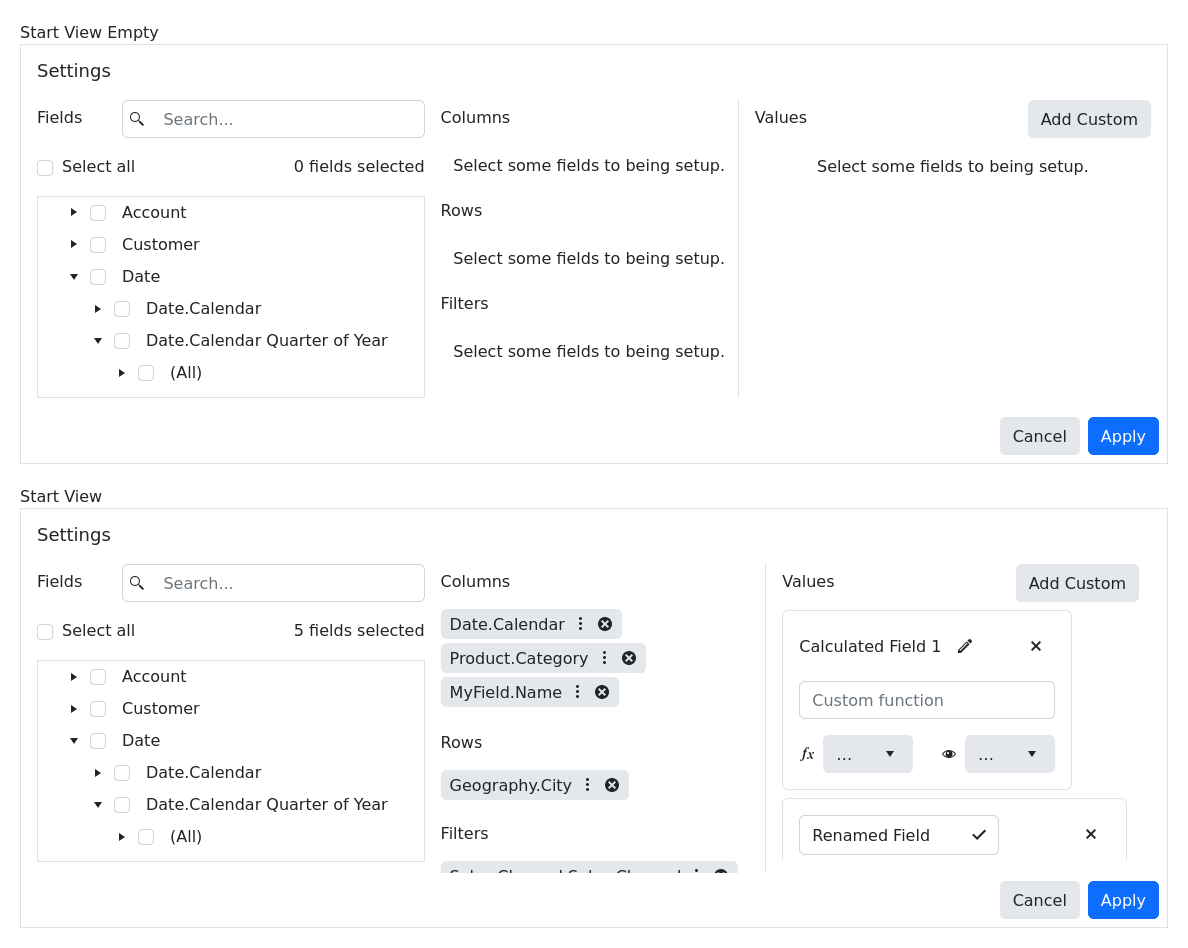 Start View Empty
Settings
Fields
Search...
Select all
0 fields selected
Account
Customer
Date
Date.Calendar
Date.Calendar Quarter of Year
(All)
Columns
Select some fields to being setup.
Rows
Select some fields to being setup.
Filters
Select some fields to being setup.
Values
Add Custom
Select some fields to being setup.
Cancel
Apply
Start View
Settings
Fields
Search...
Select all
5 fields selected
Account
Customer
Date
Date.Calendar
Date.Calendar Quarter of Year
(All)
Columns
Date.Calendar
Product.Category
MyField.Name
Rows
Geography.City
Filters
Values
Add Custom
Calculated Field 1
Custom function
fx
...
...
Renamed Field
Cancel
Apply